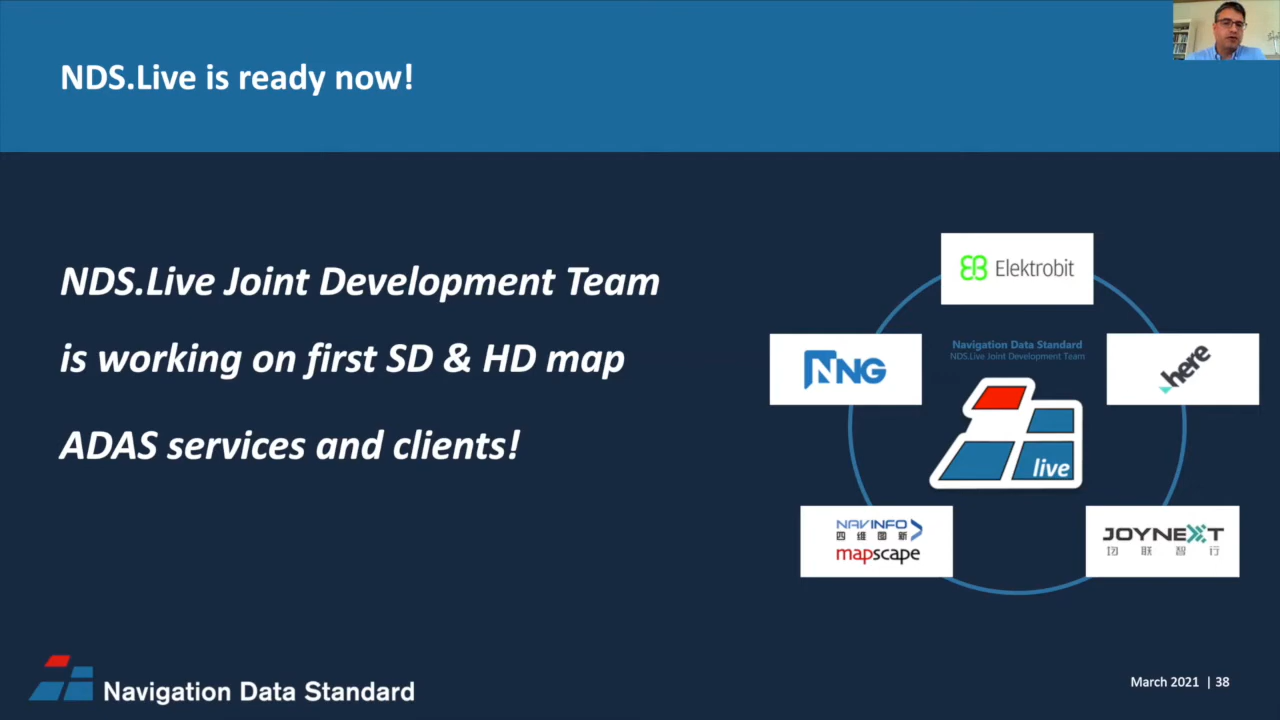 NDS.Live is ready now!
NDS.Live Joint Development Team
is working on first SD & HD map
ADAS services and clients!
Elektrobit
NNG
Navigation Data Standard
NDS.Live Joint Development Team
here
live
NAVINFO
四维图新
mapscape
JOYNEXT
均联智行
Navigation Data Standard
March 2021 | 38